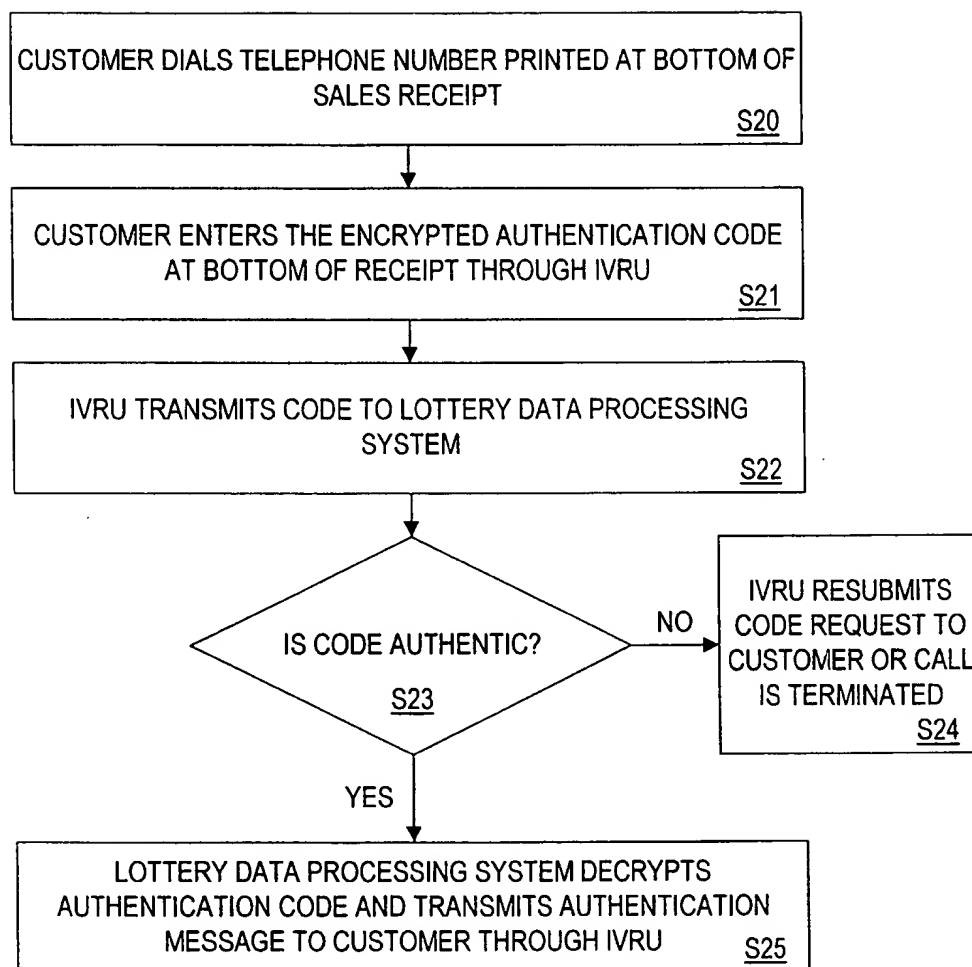 CUSTOMER DIALS TELEPHONE NUMBER PRINTED AT BOTTOM OF
SALES RECEIPT
S20
CUSTOMER ENTERS THE ENCRYPTED AUTHENTICATION CODE
AT BOTTOM OF RECEIPT THROUGH IVRU
S21
IVRU TRANSMITS CODE TO LOTTERY DATA PROCESSING
SYSTEM
S22
IS CODE AUTHENTIC?
S23
NO
IVRU RESUBMITS
CODE REQUEST TO
CUSTOMER OR CALL
IS TERMINATED
S24
YES
LOTTERY DATA PROCESSING SYSTEM DECRYPTS
AUTHENTICATION CODE AND TRANSMITS AUTHENTICATION
MESSAGE TO CUSTOMER THROUGH IVRU
S25